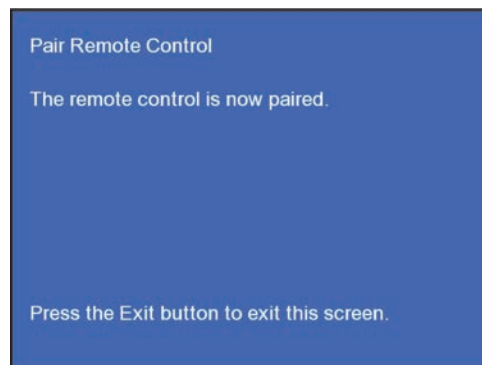 Pair Remote Control
The remote control is now paired.
Press the Exit button to exit this screen.